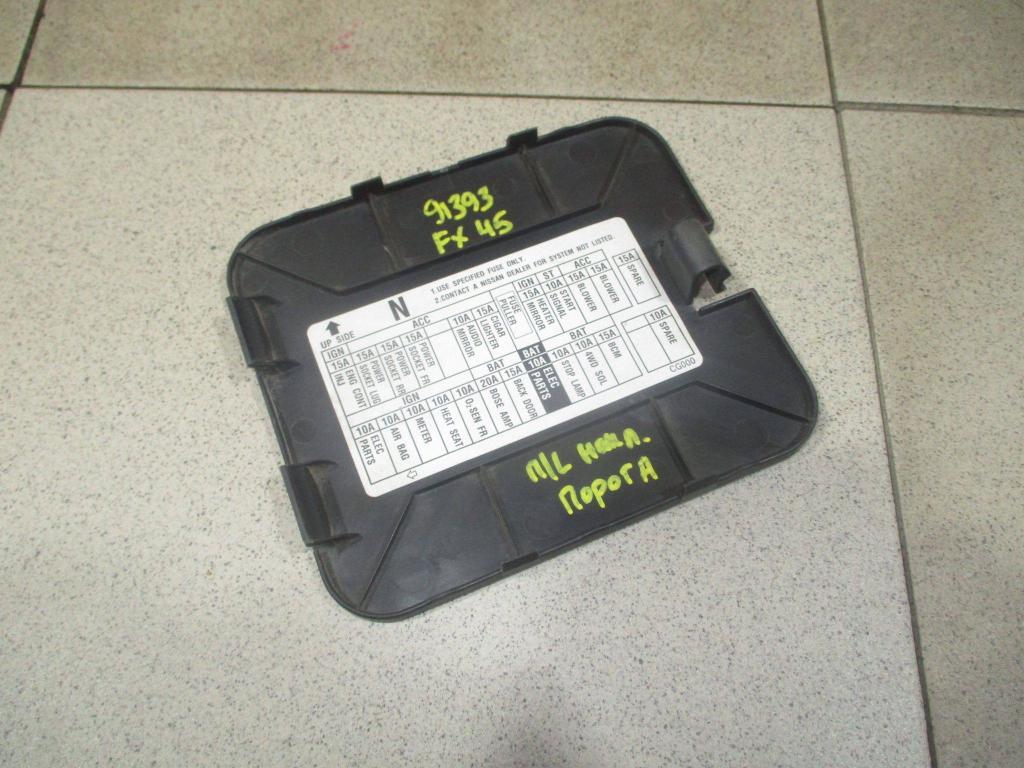 91393
FX 45
N
1.USE SPECIFIED FUSE ONLY.
2.CONTACT A NISSAN DEALER FOR SYSTEM NOT LISTED.
UP SIDE
ACC
IGN
ST
ACC
IGN
15A
15A
15A
15A
10A
15A
FUSE PULLER
15A
10A
15A
15A
15A
ENG CONT
INJ
POWER SOCKET LUG
POWER SOCKET RR
POWER SOCKET FR
AUDIO MIRROR
CIGAR LIGHTER
HEATER MIRROR
START SIGNAL
BLOWER
BLOWER
SPARE
IGN
BAT
BAT
BAT
10A
10A
10A
10A
10A
20A
15A
10A
10A
10A
15A
10A
ELEC PARTS
AIR BAG
METER
HEAT SEAT
O₂ SEN FR
BOSE AMP
BACK DOOR
ELEC PARTS
STOP LAMP
4WD SOL
BCM
SPARE
CG000
П/L накл.
порога